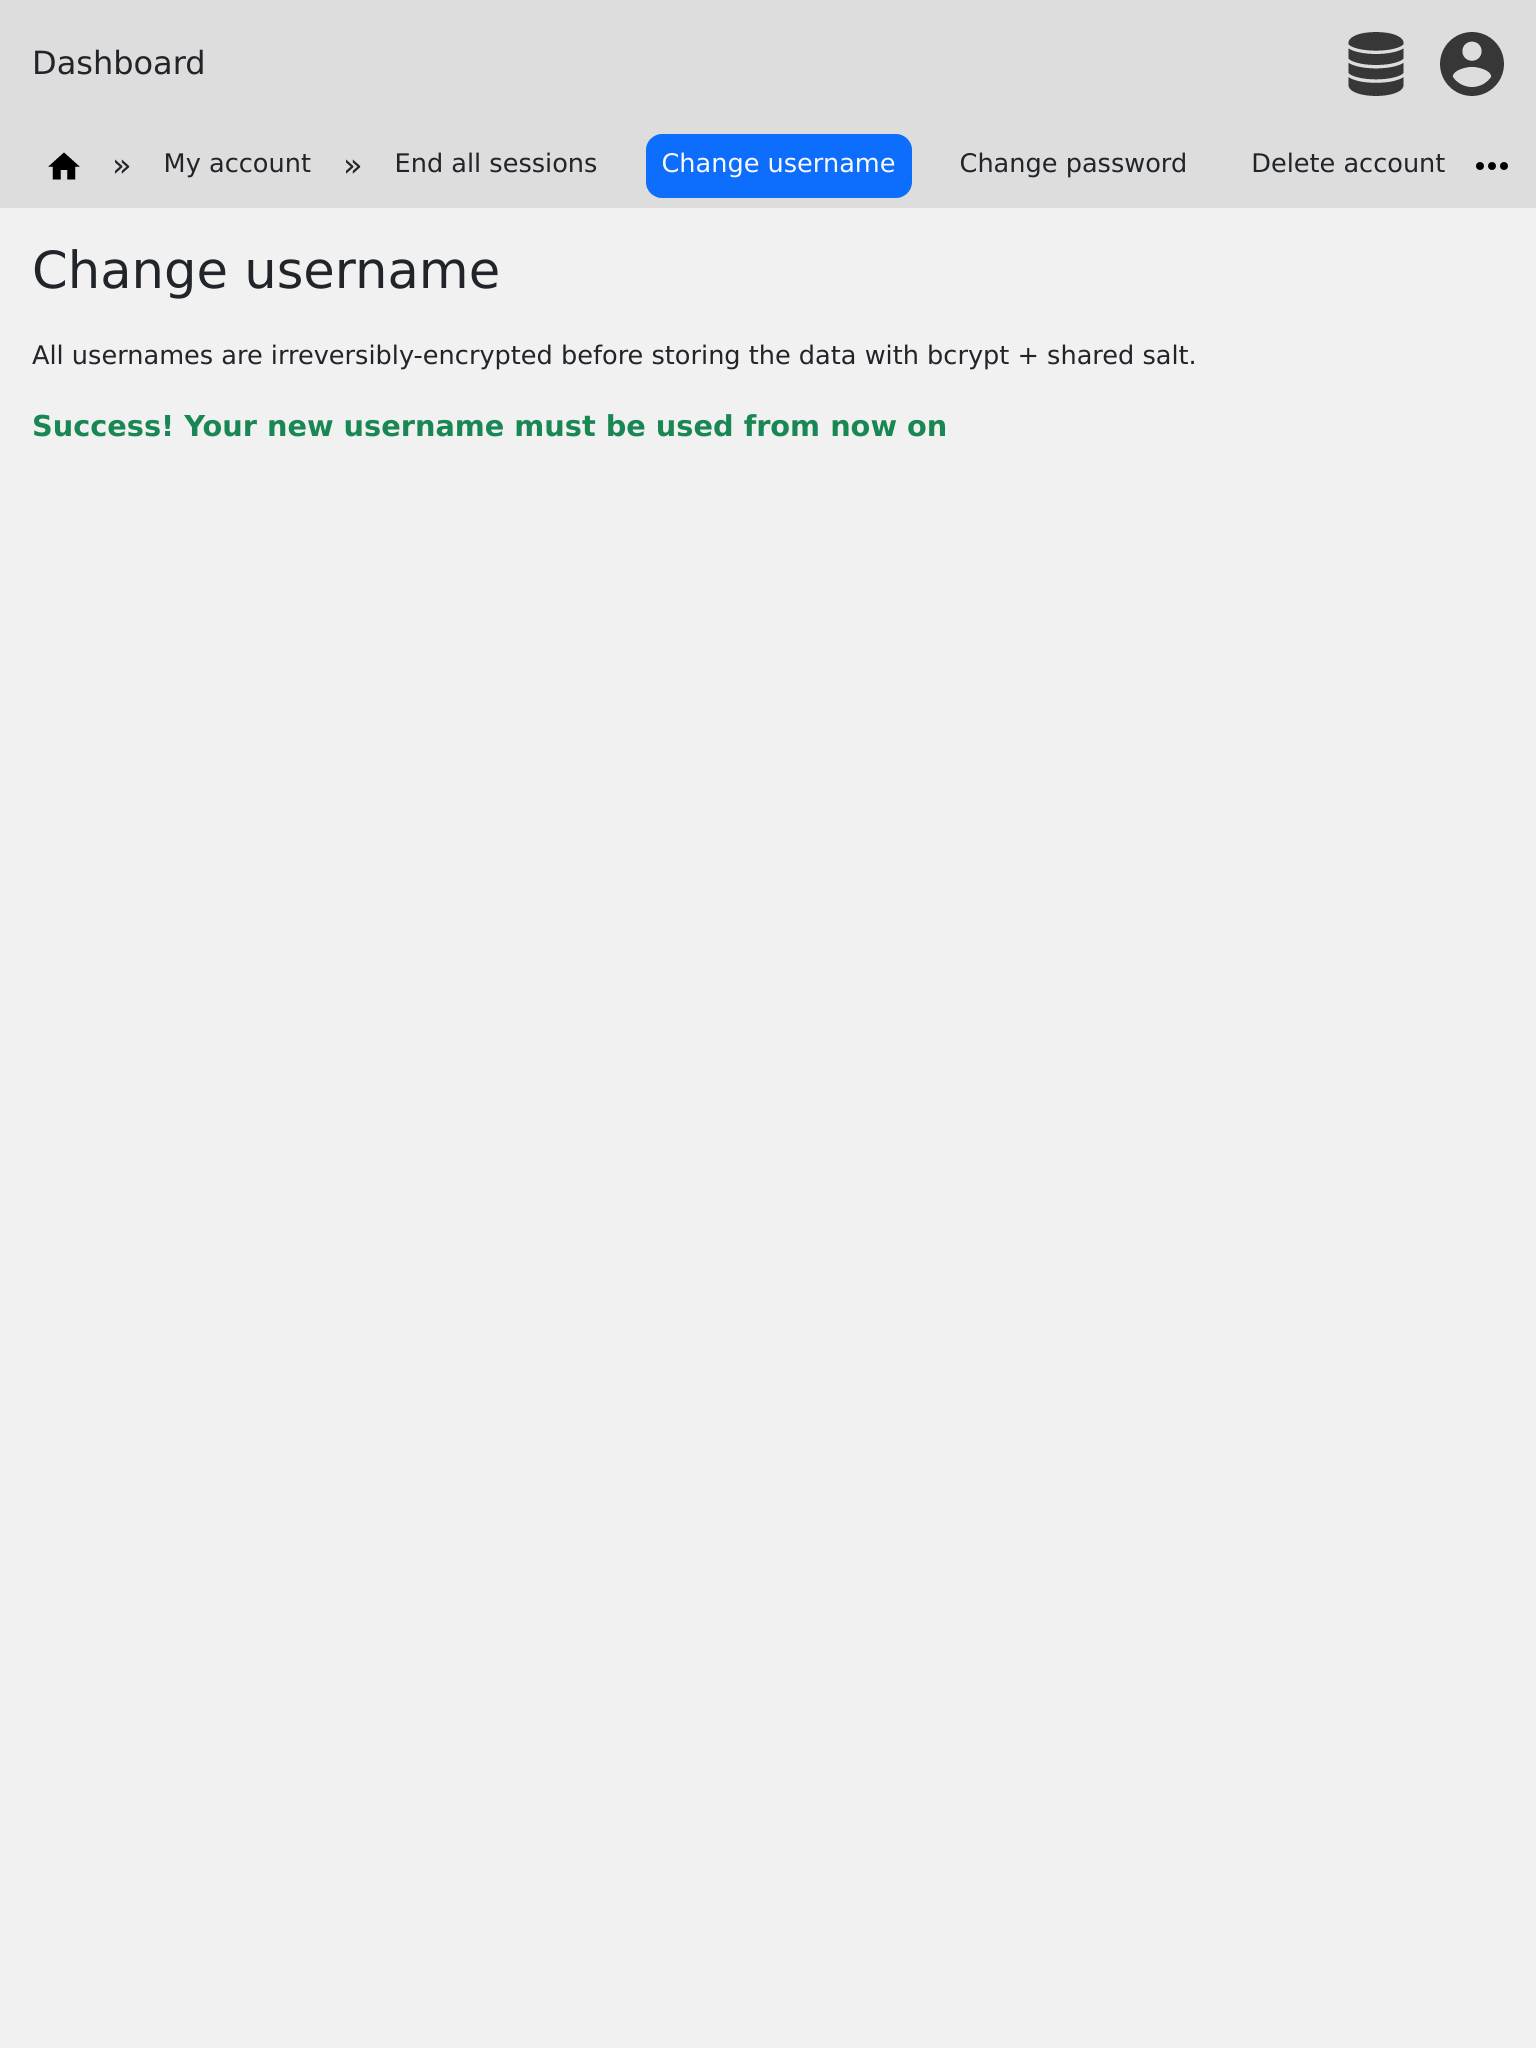 Dashboard
» My account » End all sessions Change username Change password Delete account •••
Change username
All usernames are irreversibly-encrypted before storing the data with bcrypt + shared salt.
Success! Your new username must be used from now on